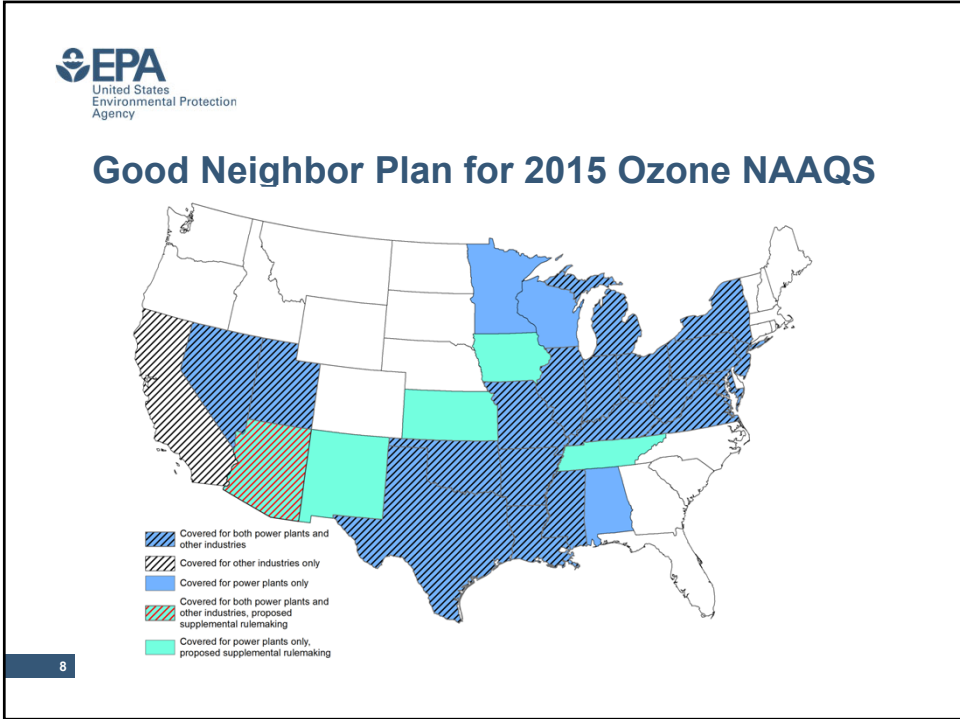 EPA
United States
Environmental Protection
Agency
Good Neighbor Plan for 2015 Ozone NAAQS
Covered for both power plants and
other industries
Covered for other industries only
Covered for power plants only
Covered for both power plants and
other industries, proposed
supplemental rulemaking
Covered for power plants only,
proposed supplemental rulemaking
8